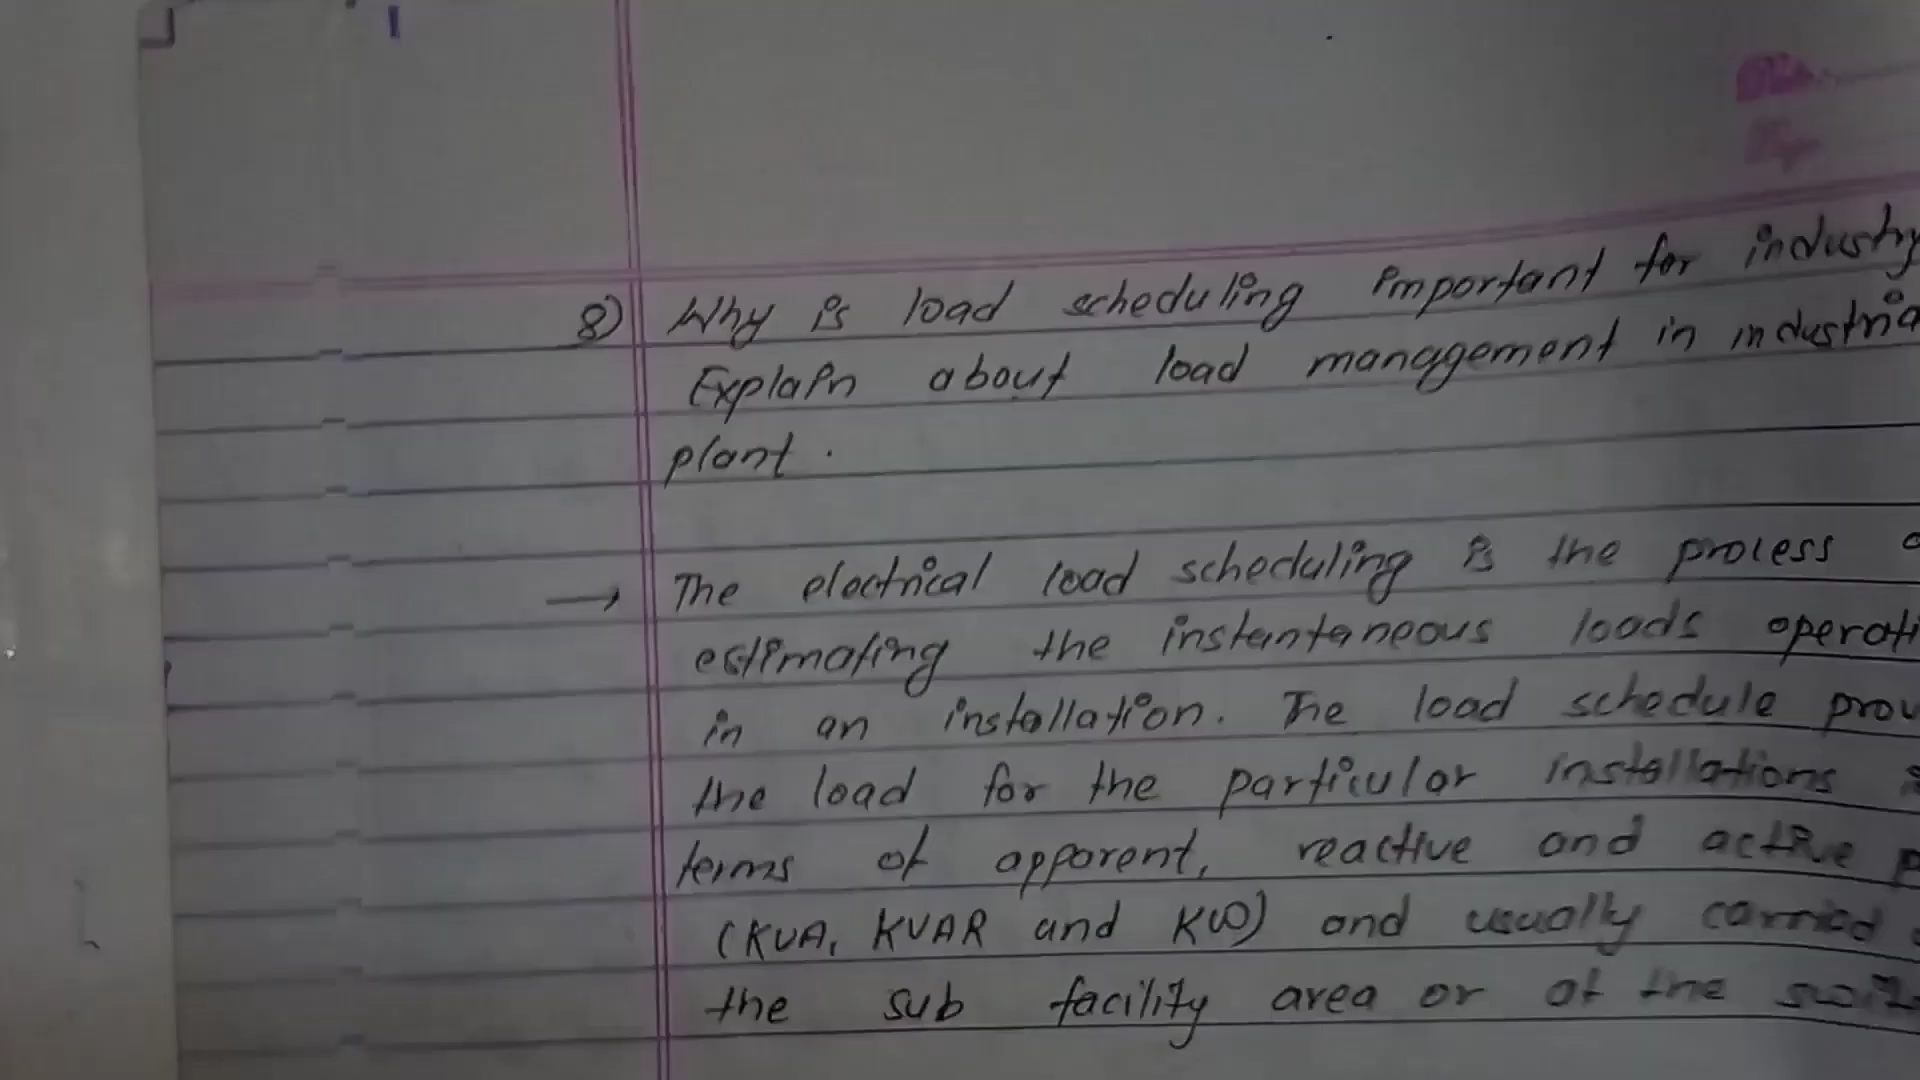 8) Why is load scheduling important for industry
Explain about load management in industria
plant.
→ The electrical load scheduling is the process o
estimating the instantaneous loads operati
in an installation. The load schedule prov
the load for the particular installations
terms of apparent, reactive and active p
(KVA, KVAR and KW) and usually carried
the sub facility area or at the